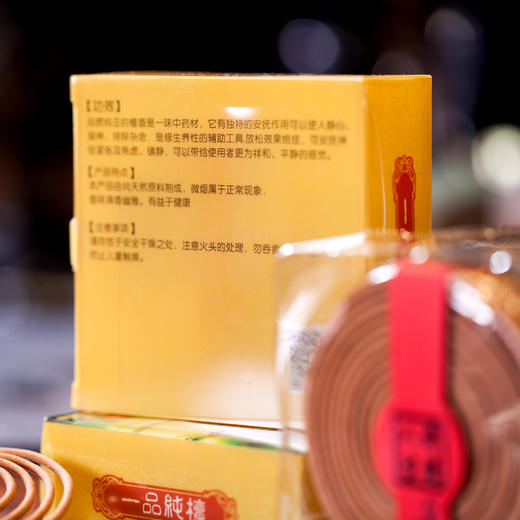 【功效】
品质纯正的檀香是一味中药材，它有独特的安抚作用可以使人静心、
凝神、排除杂念，是修生养性的辅助工具.放松效果绝佳，可安抚神
经紧张及焦虑、镇静，可以带给使用者更为祥和、平静的感觉。
【产品特点】
本产品由纯天然原料制成，微烟属于正常现象，
香味清香幽雅。有益于健康
【注意事项】
请存放于安全干燥之处，注意火头的处理，勿吞食
防止儿童触摸。
一品純檀